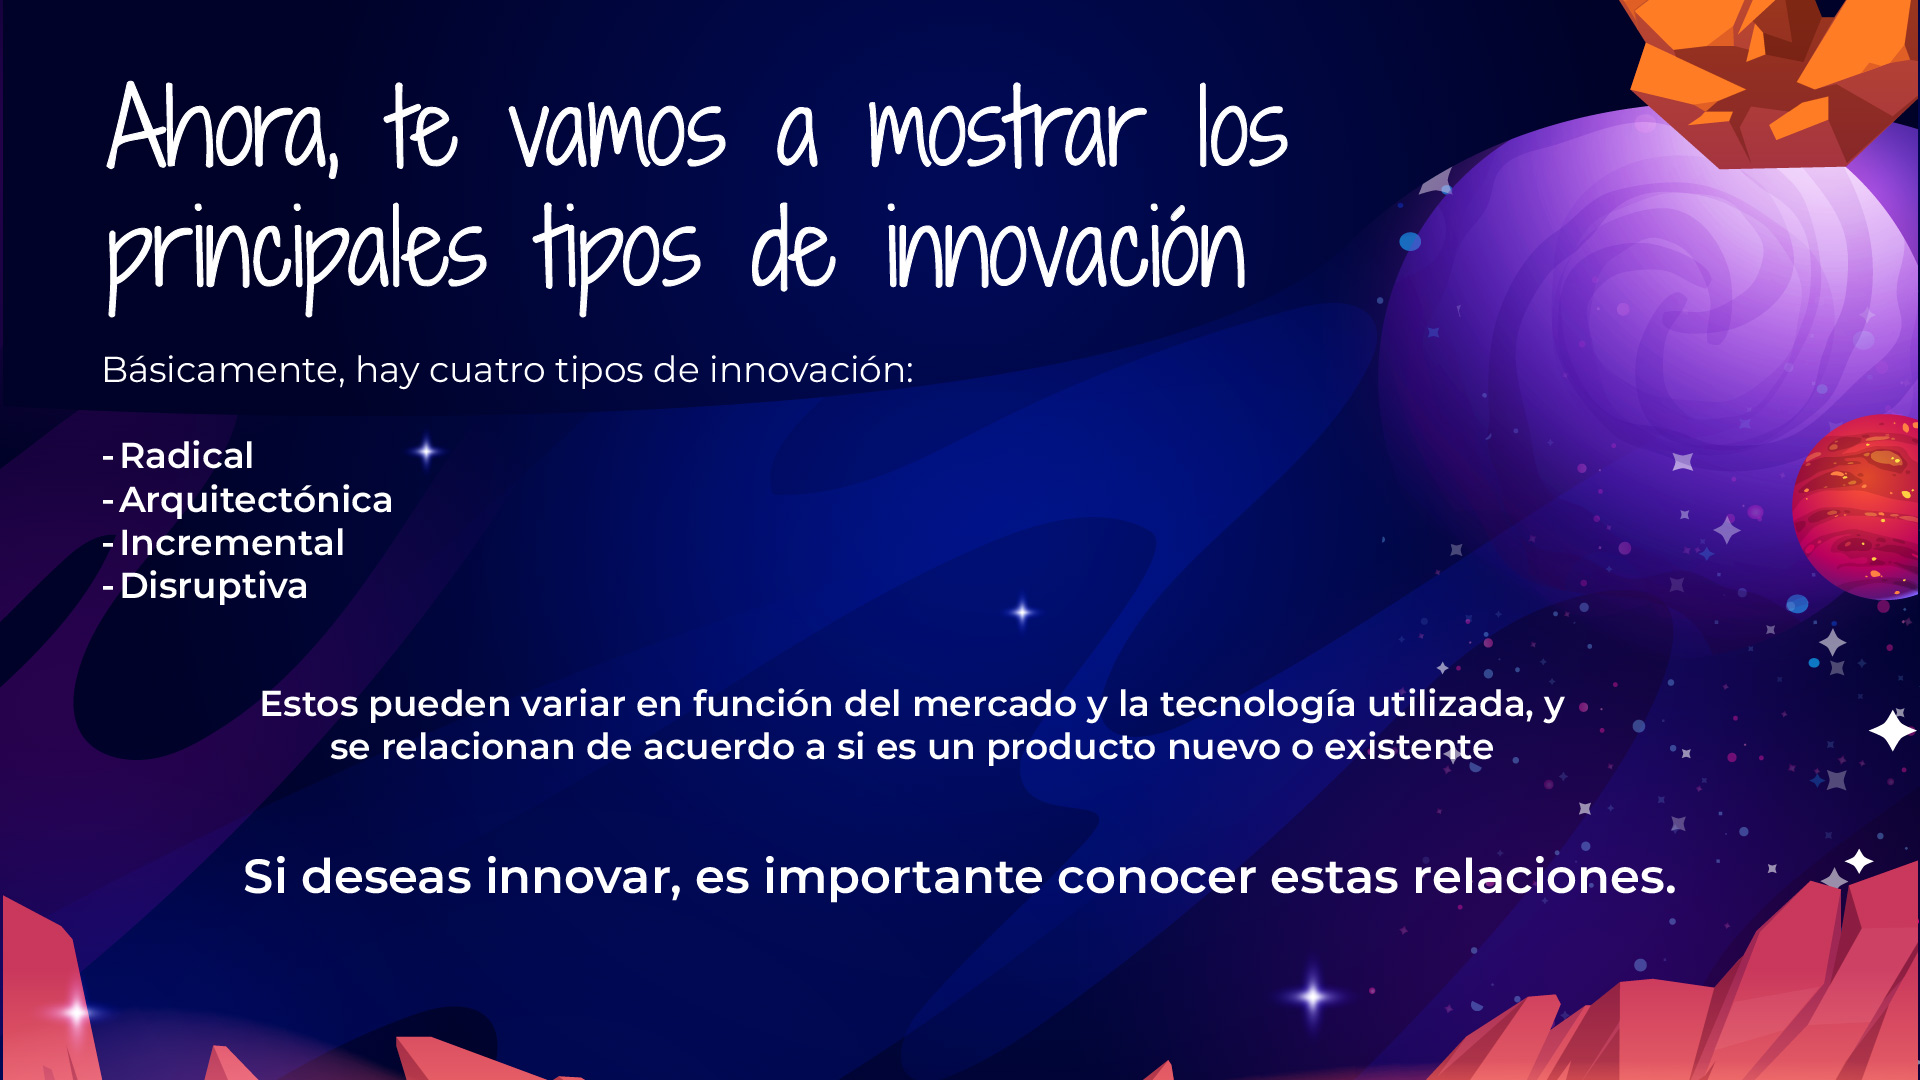 Ahora, te vamos a mostrar los
principales tipos de innovación
Básicamente, hay cuatro tipos de innovación:
- Radical
- Arquitectónica
- Incremental
- Disruptiva
Estos pueden variar en función del mercado y la tecnología utilizada, y
se relacionan de acuerdo a si es un producto nuevo o existente
Si deseas innovar, es importante conocer estas relaciones.